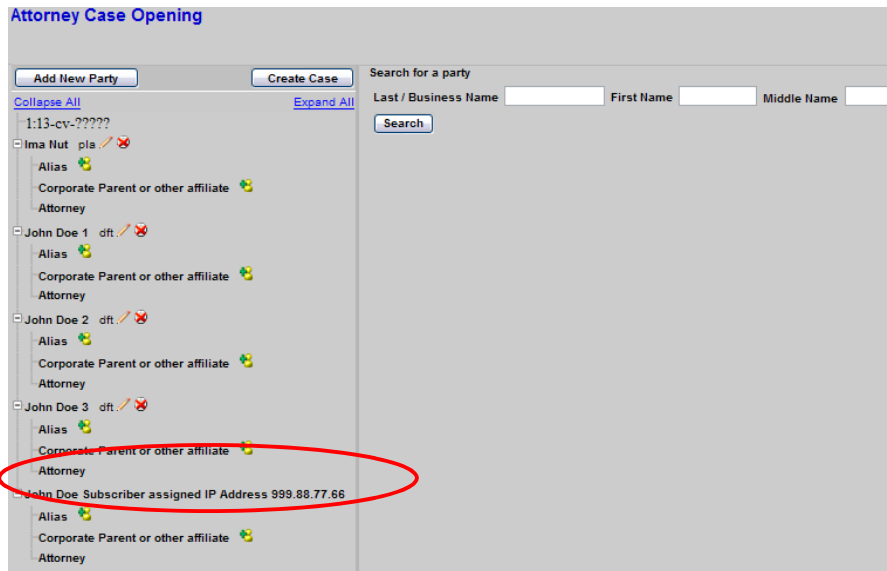 Attorney Case Opening
Add New Party Create Case
Collapse All Expand All
1:13-cv-?????
Ima Nut pla
Alias
Corporate Parent or other affiliate
Attorney
John Doe 1 dft
Alias
Corporate Parent or other affiliate
Attorney
John Doe 2 dft
Alias
Corporate Parent or other affiliate
Attorney
John Doe 3 dft
Alias
Corporate Parent or other affiliate
Attorney
John Doe Subscriber assigned IP Address 999.88.77.66
Alias
Corporate Parent or other affiliate
Attorney
Search for a party
Last / Business Name First Name Middle Name
Search